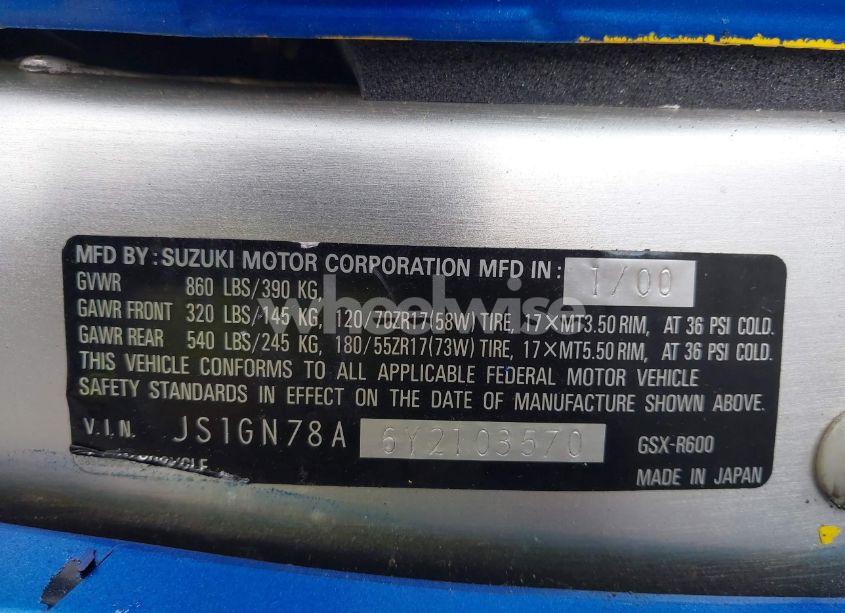 MFD BY: SUZUKI MOTOR CORPORATION MFD IN: 1/00
GVWR 860 LBS/390 KG,
GAWR FRONT 320 LBS/145 KG, 120/70ZR17(58W) TIRE, 17×MT3.50 RIM, AT 36 PSI COLD.
GAWR REAR 540 LBS/245 KG, 180/55ZR17(73W) TIRE, 17×MT5.50 RIM, AT 36 PSI COLD.
THIS VEHICLE CONFORMS TO ALL APPLICABLE FEDERAL MOTOR VEHICLE
SAFETY STANDARDS IN EFFECT ON THE DATE OF MANUFACTURE SHOWN ABOVE.
V.I.N. JS1GN78A 6Y2103570 GSX-R600
MADE IN JAPAN
wheelwise